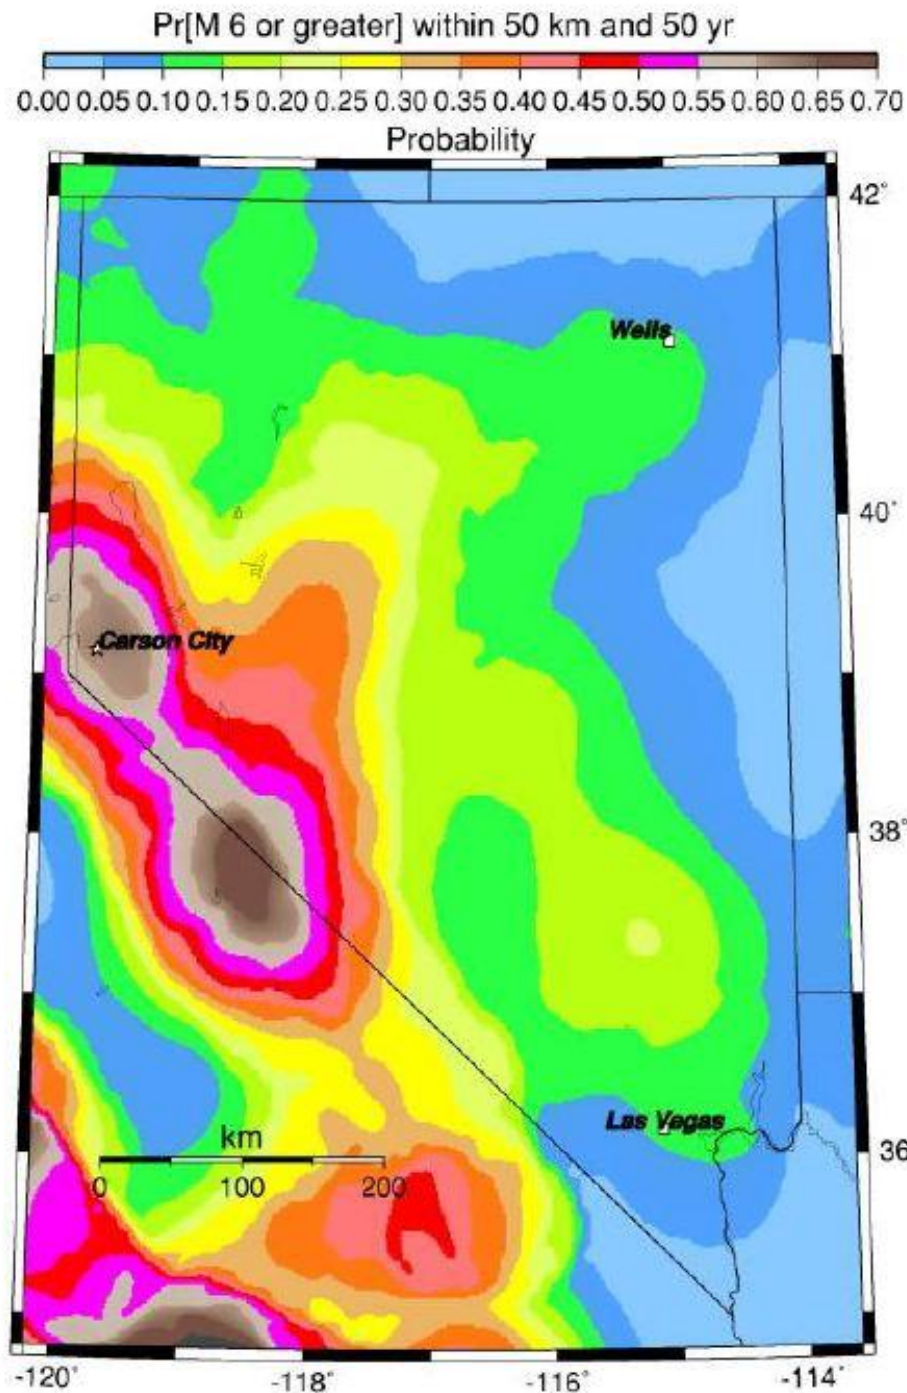 Pr[M 6 or greater] within 50 km and 50 yr
0.00 0.05 0.10 0.15 0.20 0.25 0.30 0.35 0.40 0.45 0.50 0.55 0.60 0.65 0.70
Probability
42˚
Wells
40˚
Carson City
38˚
Las Vegas
36
km
0 100 200
-120˚ -118˚ -116˚ -114˚